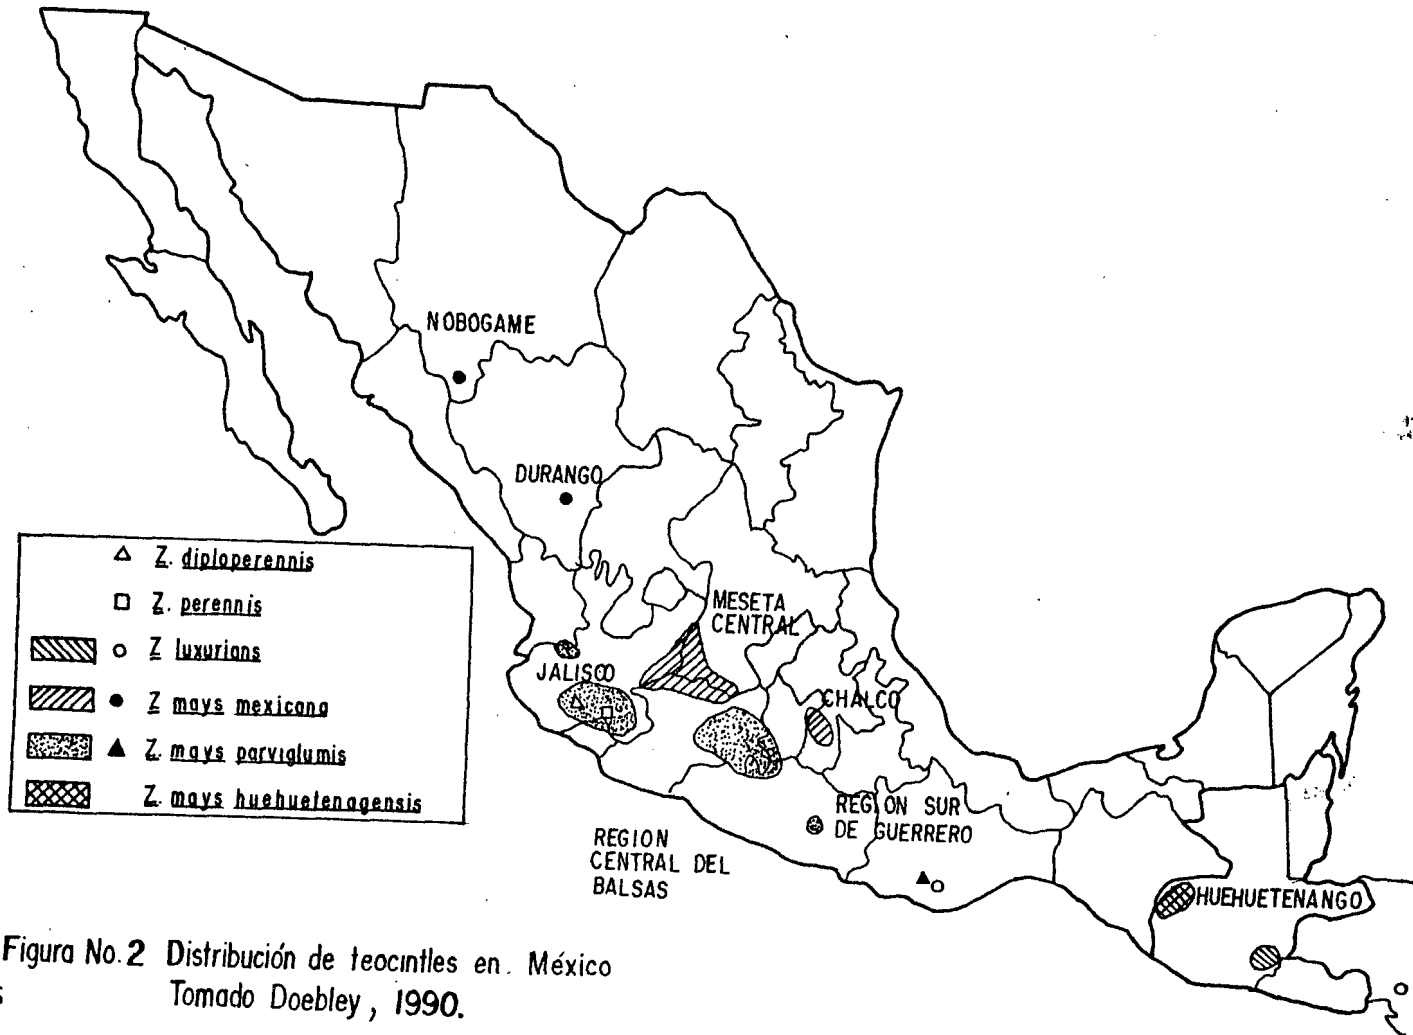 NOBOGAME
DURANGO
MESETA
CENTRAL
JALISCO
CHALCO
REGION SUR
DE GUERRERO
REGION
CENTRAL DEL
BALSAS
HUEHUETENANGO
Z. diploperennis
Z. perennis
Z luxurians
Z mays mexicana
Z. mays parviglumis
Z. mays huehuetenagensis
Figura No. 2 Distribución de teocintles en. México
Tomado Doebley, 1990.
s